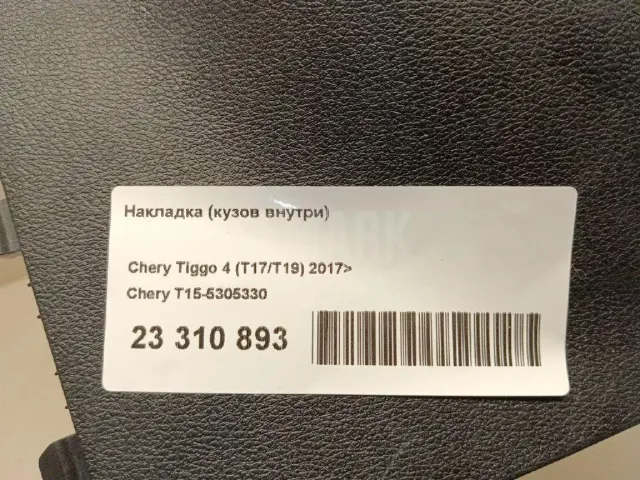 Накладка (кузов внутри)
Chery Tiggo 4 (T17/T19) 2017>
Chery T15-5305330
23 310 893